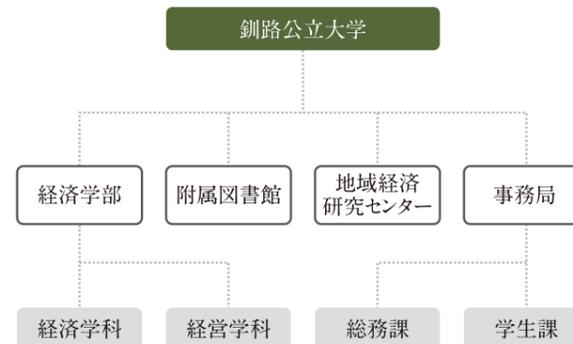 釧路公立大学
経済学部
附属図書館
地域経済
研究センター
事務局
経済学科
経営学科
総務課
学生課